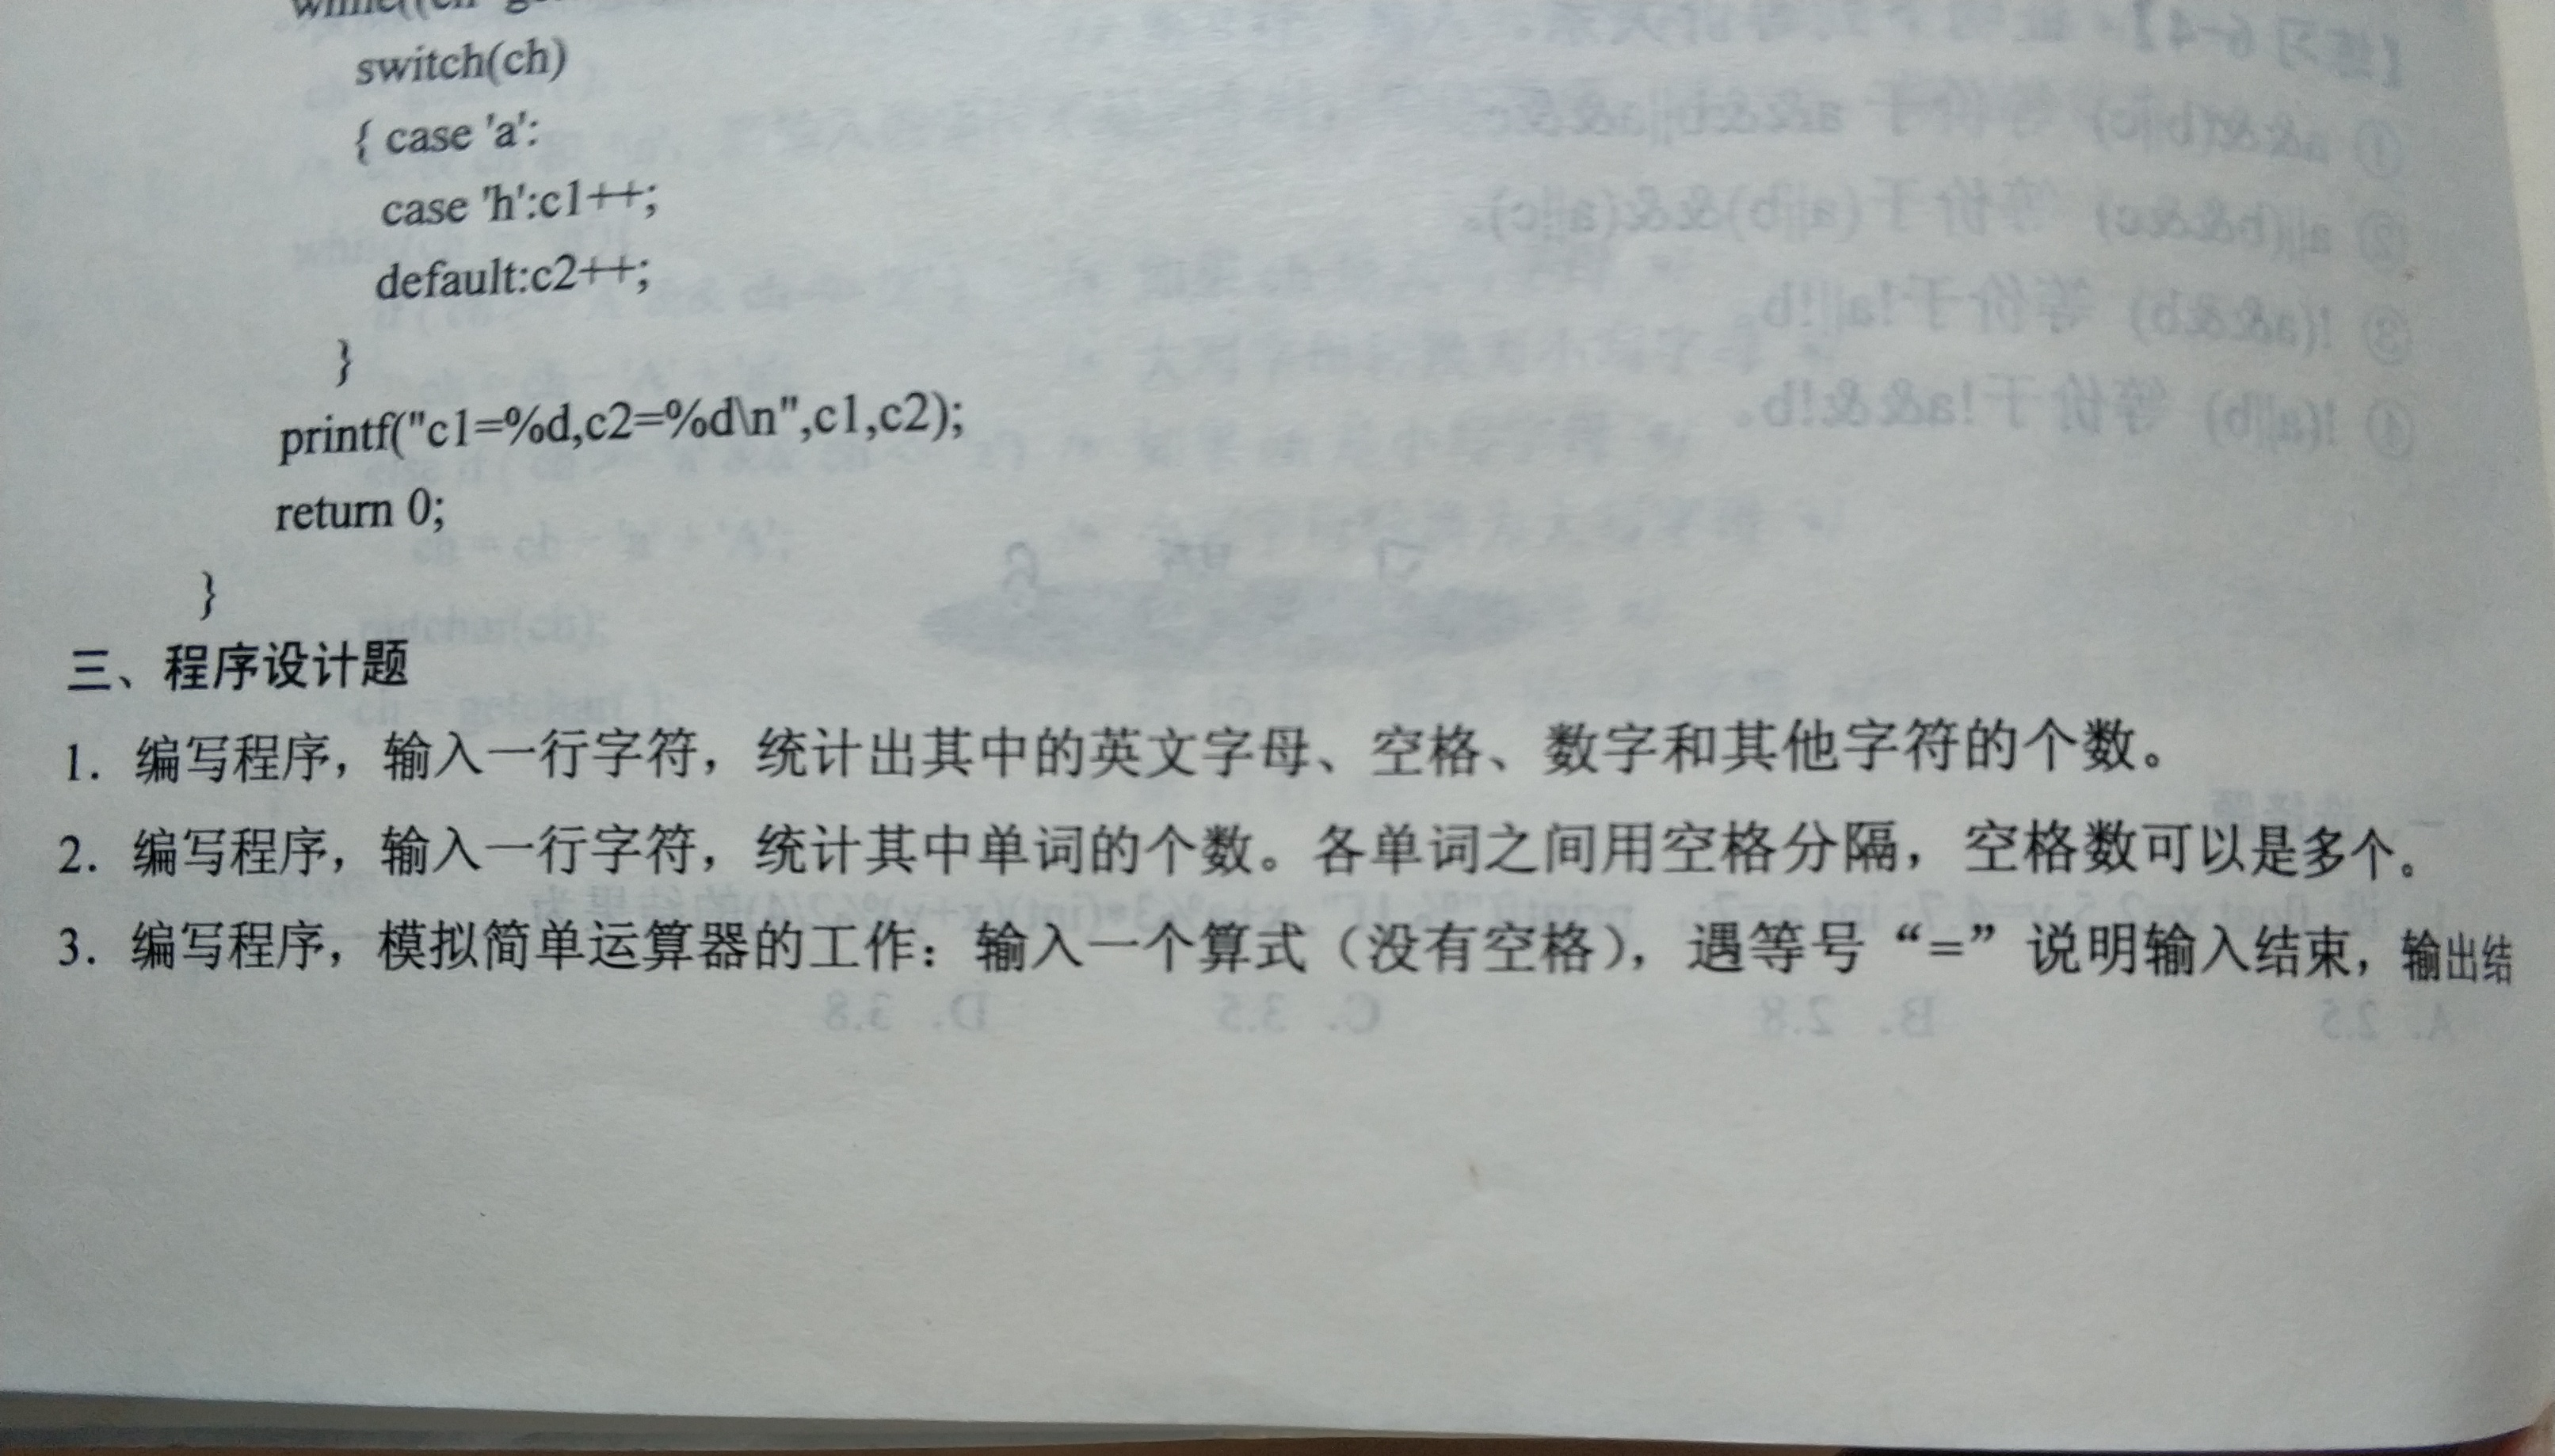 switch(ch)
{ case 'a':
case 'h':c1++;
default:c2++;
}
printf("c1=%d,c2=%d\n",c1,c2);
return 0;
}
三、程序设计题
1. 编写程序，输入一行字符，统计出其中的英文字母、空格、数字和其他字符的个数。
2. 编写程序，输入一行字符，统计其中单词的个数。各单词之间用空格分隔，空格数可以是多个。
3. 编写程序，模拟简单运算器的工作：输入一个算式（没有空格），遇等号“=”说明输入结束，输出结